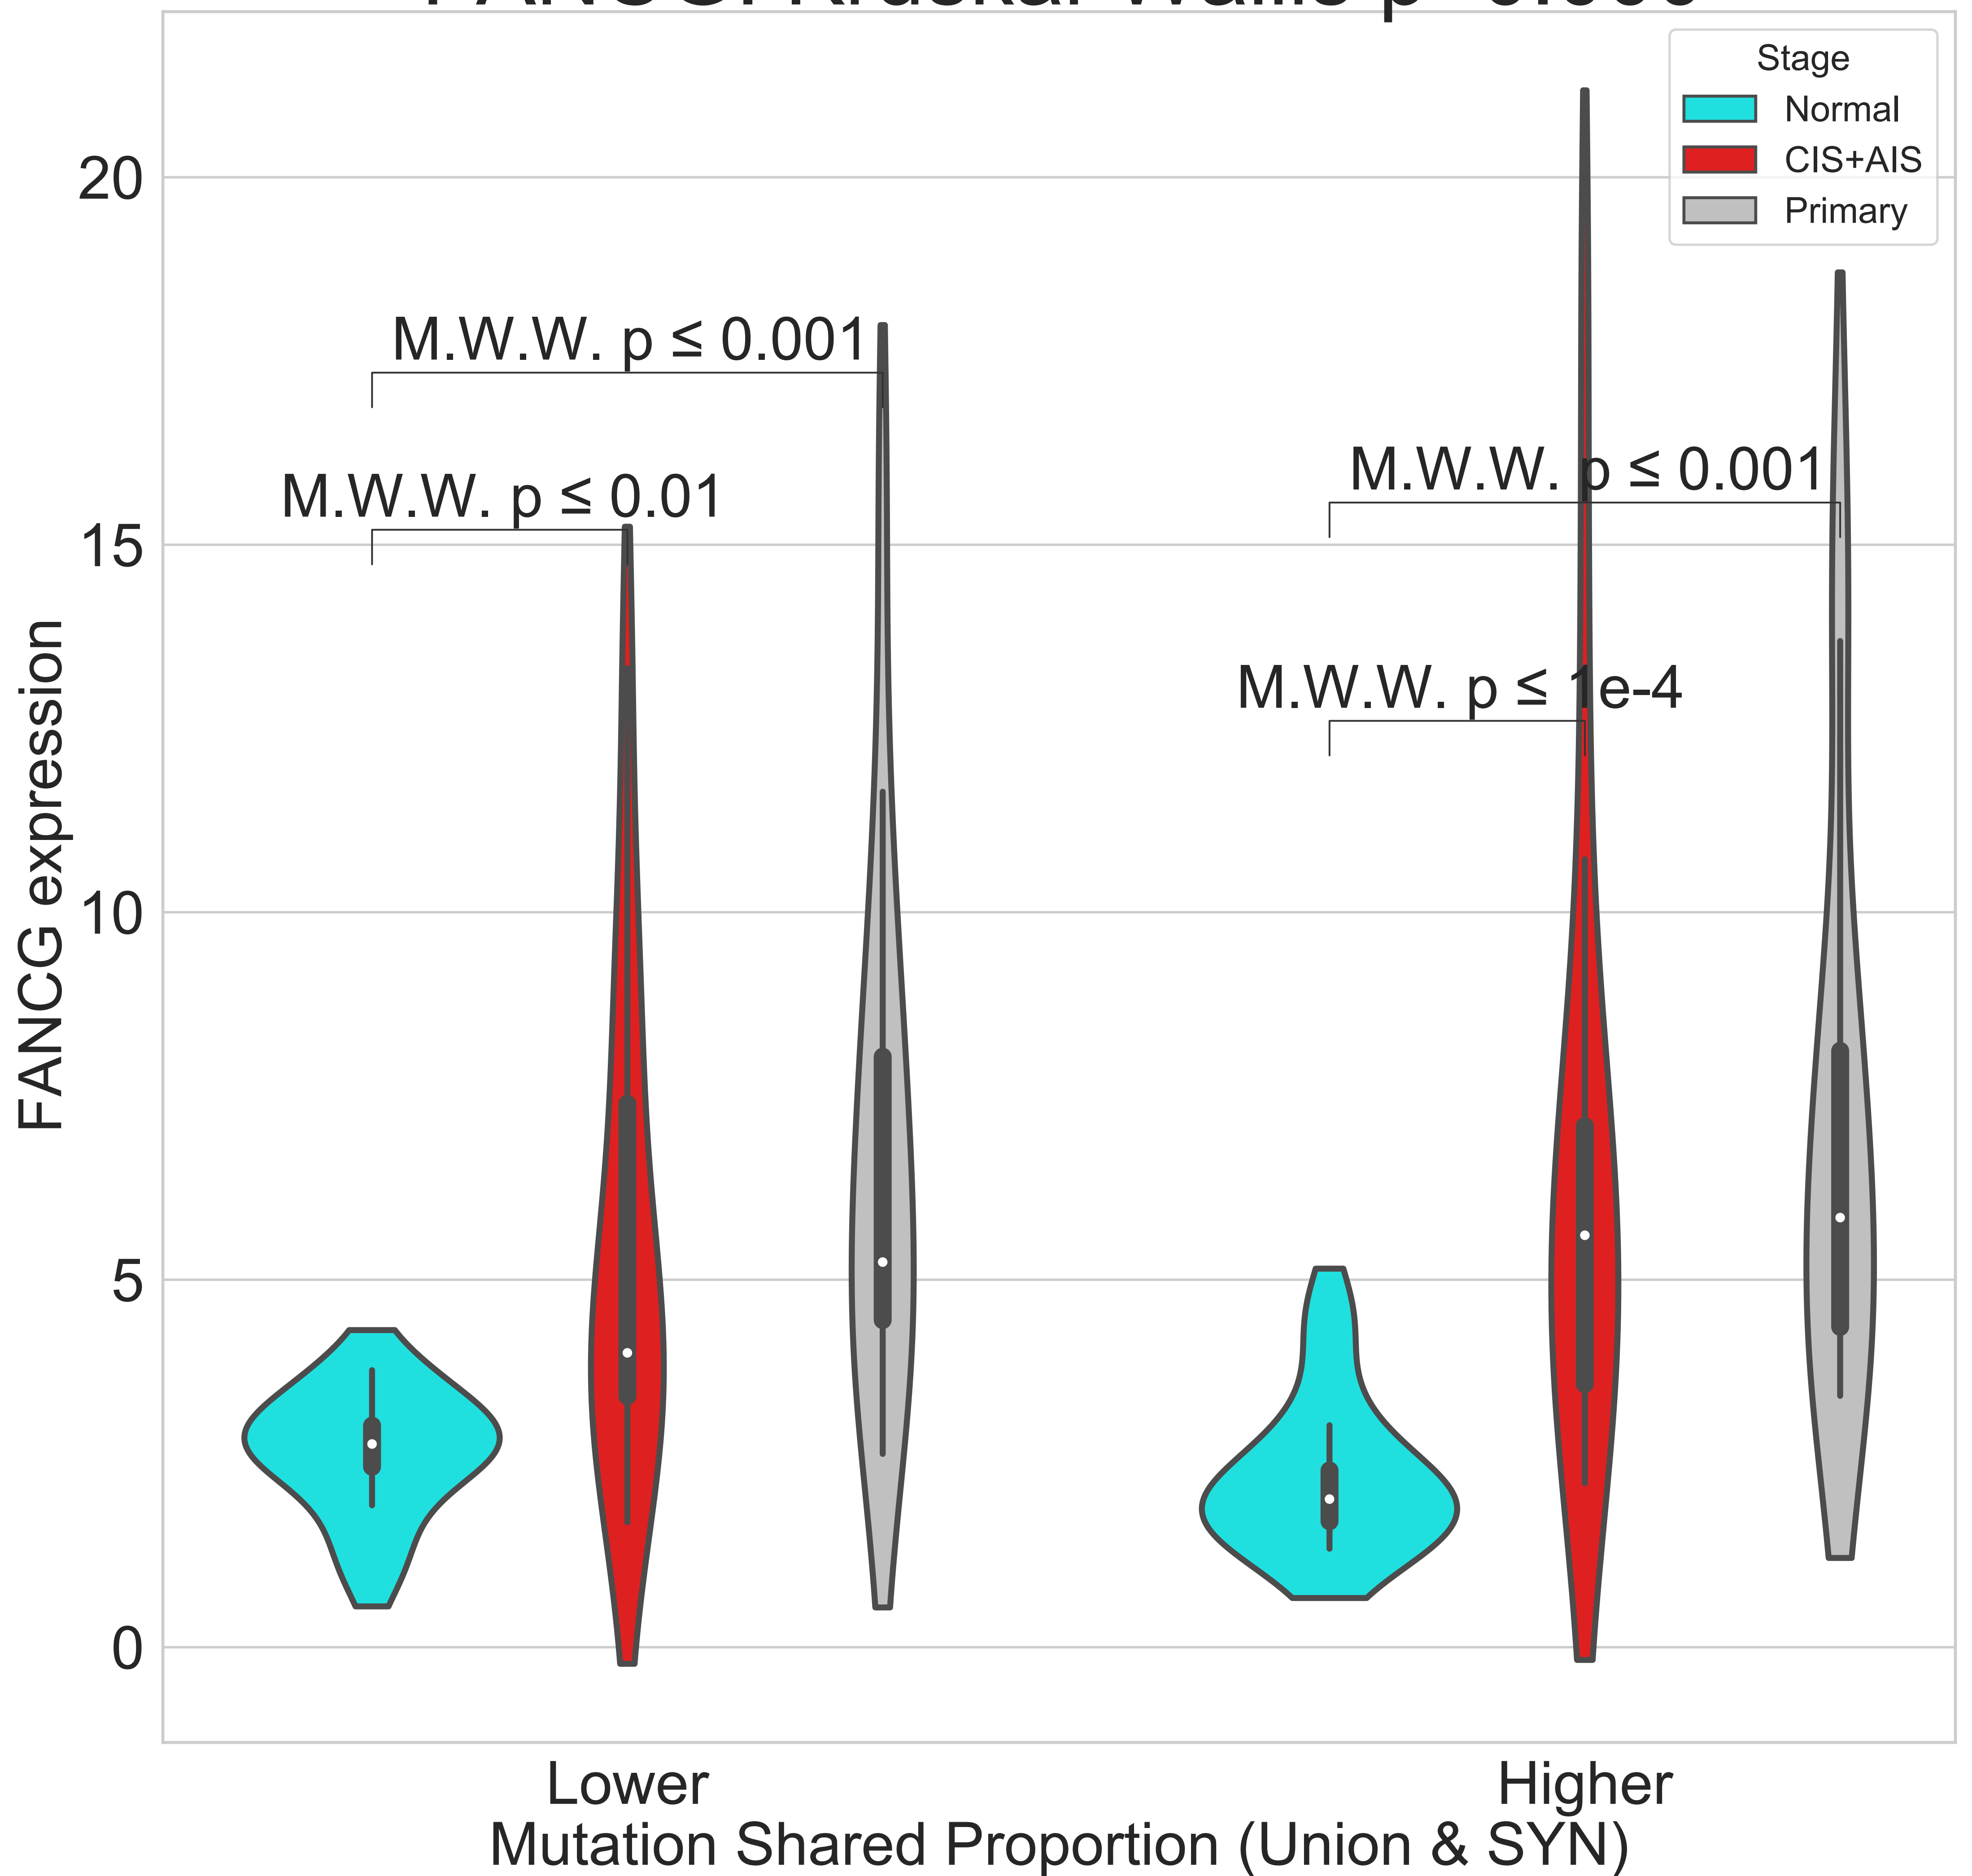 Stage
Normal
CIS+AIS
Primary
20
15
10
5
0
FANCG expression
M.W.W. p ≤ 0.001
M.W.W. p ≤ 0.01
M.W.W. p ≤ 0.001
M.W.W. p ≤ 1e-4
Lower
Higher
Mutation Shared Proportion (Union & SYN)